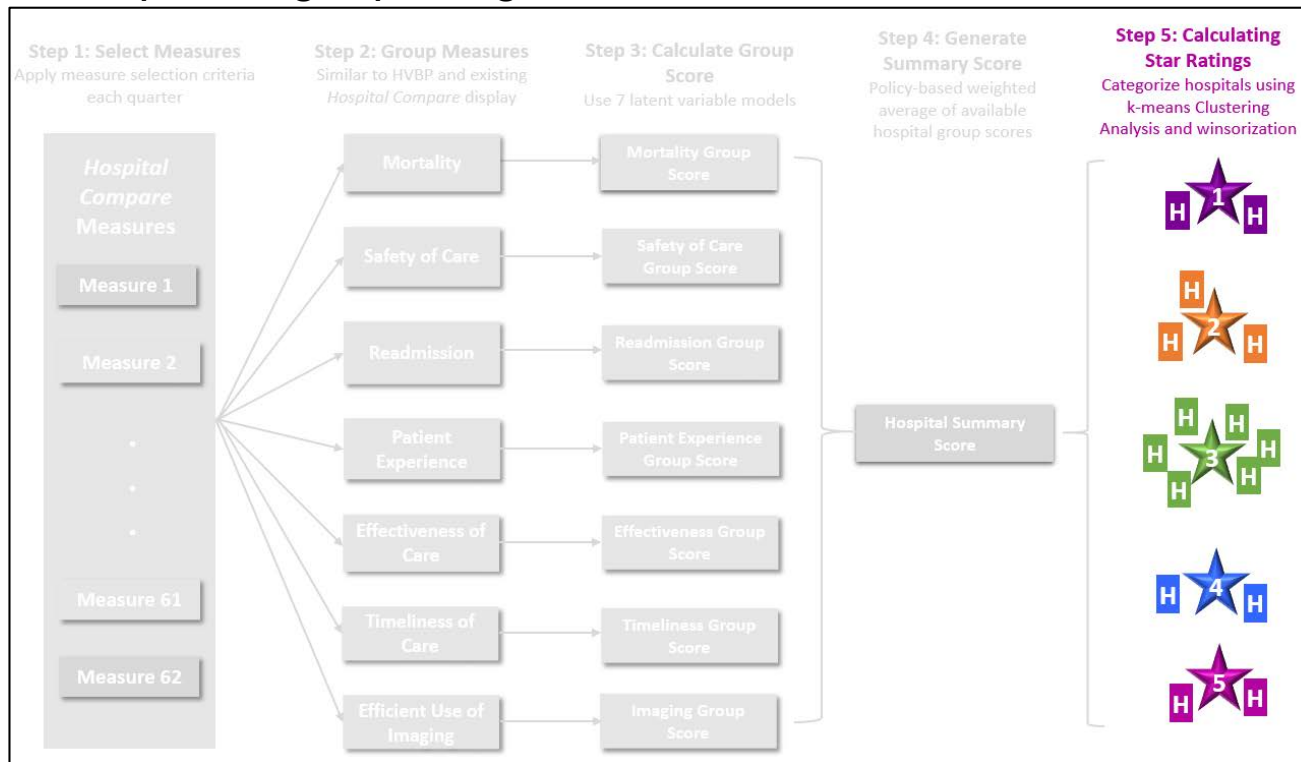 Step 1: Select Measures
Apply measure selection criteria
each quarter
Step 2: Group Measures
Similar to HVBP and existing
Hospital Compare display
Step 3: Calculate Group
Score
Use 7 latent variable models
Step 4: Generate
Summary Score
Policy-based weighted
average of available
hospital group scores
Step 5: Calculating
Star Ratings
Categorize hospitals using
k-means Clustering
Analysis and winsorization
Hospital
Compare
Measures
Measure 1
Measure 2
.
.
.
Measure 61
Measure 62
Mortality
Safety of Care
Readmission
Patient
Experience
Effectiveness of
Care
Timeliness of
Care
Efficient Use of
Imaging
Mortality Group
Score
Safety of Care
Group Score
Readmission Group
Score
Patient Experience
Group Score
Effectiveness Group
Score
Timeliness Group
Score
Imaging Group
Score
Hospital Summary
Score
1
H H
H
2
H H
H H
H 3 H
H H
4
H H
5
H H